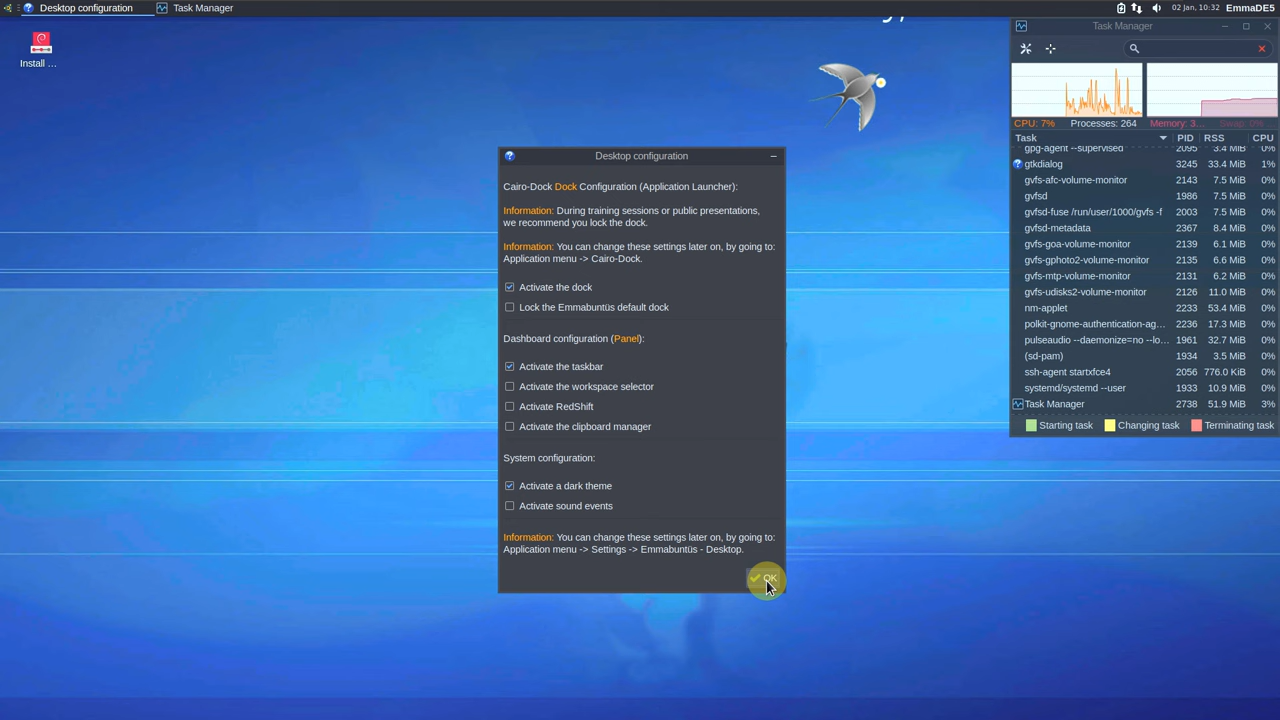 Desktop configuration
Task Manager
02 Jan, 10:32
EmmaDE5
Install ...
Task Manager
CPU: 7%
Processes: 264
Memory: 3...
Swap: 0%
Task
PID
RSS
CPU
gpg-agent --supervised 2095 3.4 MiB 0%
gtkdialog 3245 33.4 MiB 1%
gvfs-afc-volume-monitor 2143 7.5 MiB 0%
gvfsd 1986 7.5 MiB 0%
gvfsd-fuse /run/user/1000/gvfs -f 2003 7.5 MiB 0%
gvfsd-metadata 2367 8.4 MiB 0%
gvfs-goa-volume-monitor 2139 6.1 MiB 0%
gvfs-gphoto2-volume-monitor 2135 6.6 MiB 0%
gvfs-mtp-volume-monitor 2131 6.2 MiB 0%
gvfs-udisks2-volume-monitor 2126 11.0 MiB 0%
nm-applet 2233 53.4 MiB 0%
polkit-gnome-authentication-ag... 2236 17.3 MiB 0%
pulseaudio --daemonize=no --lo... 1961 32.7 MiB 0%
(sd-pam) 1934 3.5 MiB 0%
ssh-agent startxfce4 2056 776.0 KiB 0%
systemd/systemd --user 1933 10.9 MiB 0%
Task Manager 2738 51.9 MiB 3%
Starting task
Changing task
Terminating task
Desktop configuration
Cairo-Dock Dock Configuration (Application Launcher):
Information: During training sessions or public presentations,
we recommend you lock the dock.
Information: You can change these settings later on, by going to:
Application menu -> Cairo-Dock.
Activate the dock
Lock the Emmabuntüs default dock
Dashboard configuration (Panel):
Activate the taskbar
Activate the workspace selector
Activate RedShift
Activate the clipboard manager
System configuration:
Activate a dark theme
Activate sound events
Information: You can change these settings later on, by going to:
Application menu -> Settings -> Emmabuntüs - Desktop.
OK